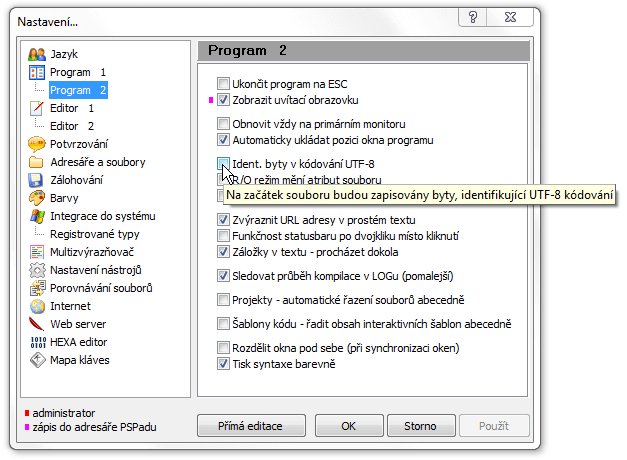 Nastavení...
?
Jazyk
Program 1
Program 2
Editor 1
Editor 2
Potvrzování
Adresáře a soubory
Zálohování
Barvy
Integrace do systému
Registrované typy
Multizvýrazňovač
Nastavení nástrojů
Porovnávání souborů
Internet
Web server
HEXA editor
Mapa kláves
administrator
zápis do adresáře PSPadu
Program 2
Ukončit program na ESC
Zobrazit uvítací obrazovku
Obnovit vždy na primárním monitoru
Automaticky ukládat pozici okna programu
Ident. byty v kódování UTF-8
R/O režim mění atribut souboru
Na začátek souboru budou zapisovány byty, identifikující UTF-8 kódování
Zvýraznit URL adresy v prostém textu
Funkčnost statusbaru po dvojkliku místo kliknutí
Záložky v textu - procházet dokola
Sledovat průběh kompilace v LOGu (pomalejší)
Projekty - automatické řazení souborů abecedně
Šablony kódu - řadit obsah interaktivních šablon abecedně
Rozdělit okna pod sebe (při synchronizaci oken)
Tisk syntaxe barevně
Přímá editace
OK
Storno
Použít